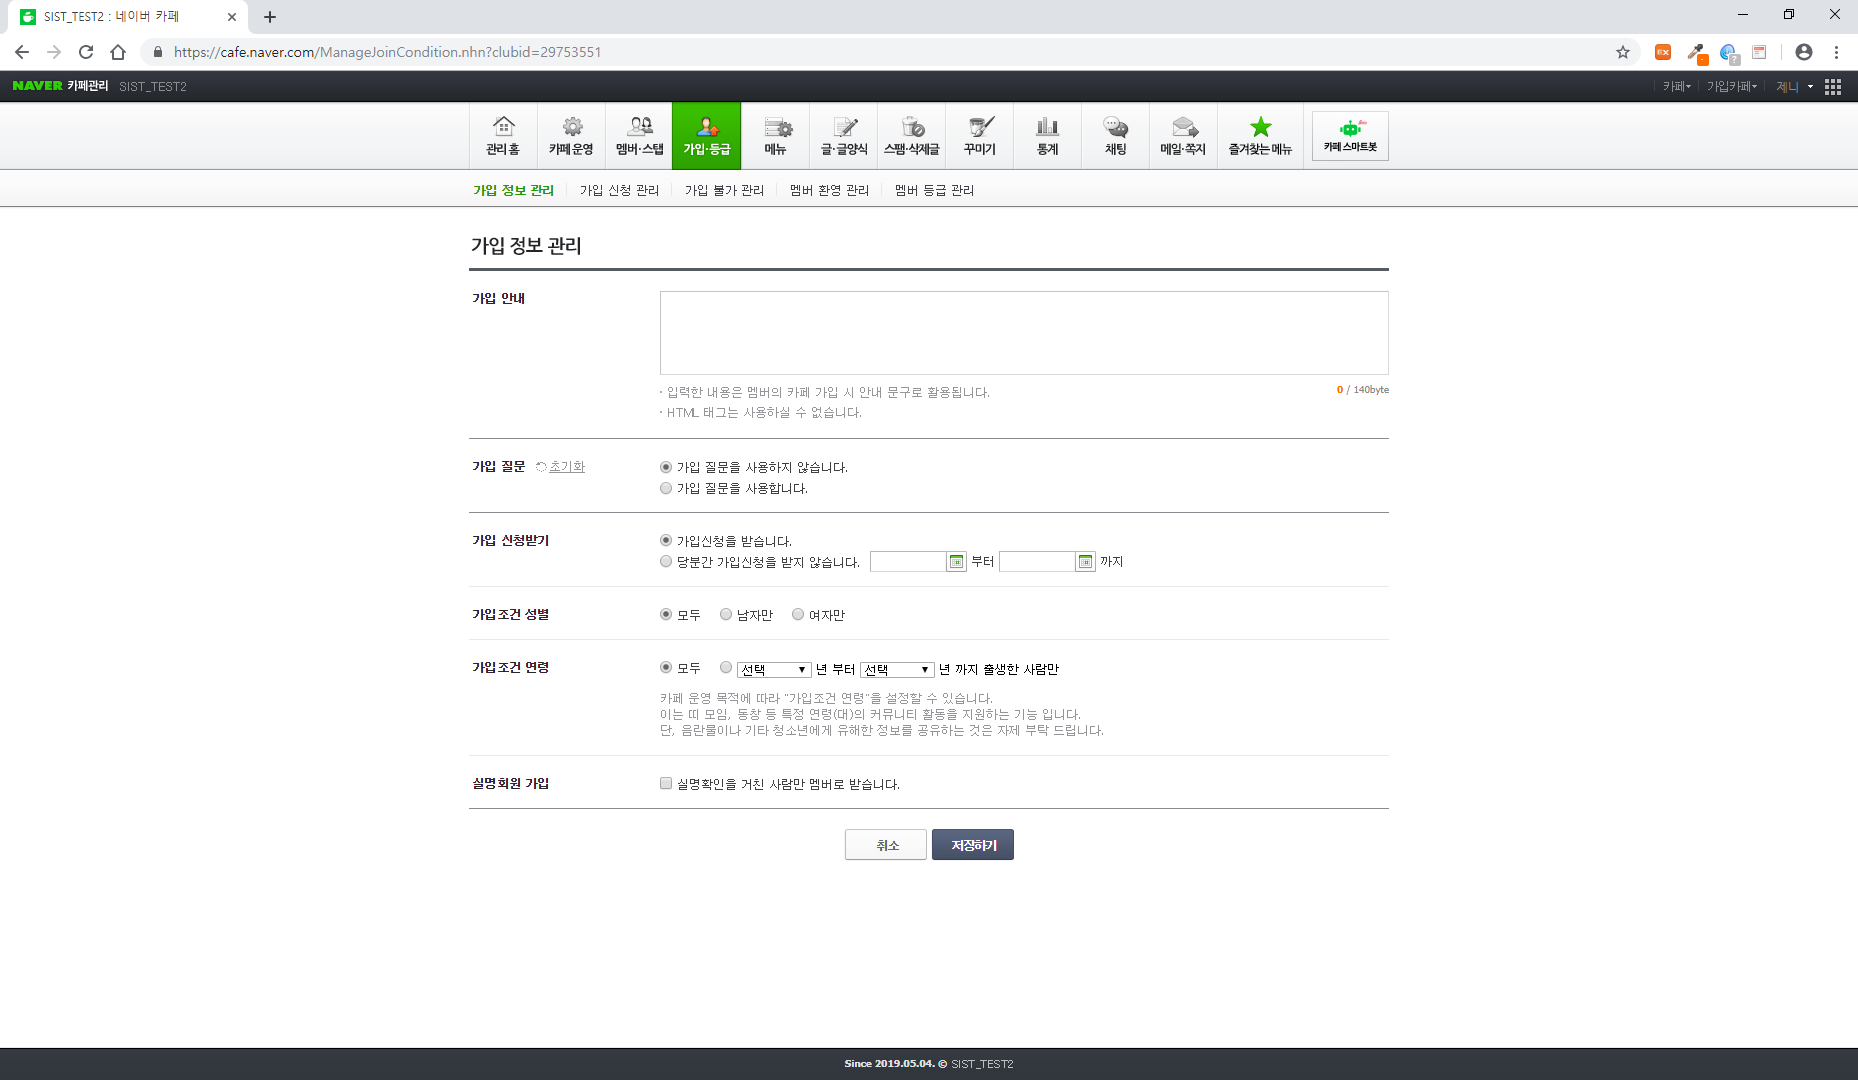 SIST_TEST2 : 네이버 카페
https://cafe.naver.com/ManageJoinCondition.nhn?clubid=29753551
NAVER 카페관리 SIST_TEST2 카페 가입카페 제니
관리 홈 카페 운영 멤버·스탭 가입·등급 메뉴 글·글양식 스팸·삭제글 꾸미기 통계 채팅 메일·쪽지 즐겨찾는 메뉴 카페 스마트봇
가입 정보 관리 가입 신청 관리 가입 불가 관리 멤버 환영 관리 멤버 등급 관리
가입 정보 관리
가입 안내
· 입력한 내용은 멤버의 카페 가입 시 안내 문구로 활용됩니다. 0 / 140byte
· HTML 태그는 사용하실 수 없습니다.
가입 질문 초기화 가입 질문을 사용하지 않습니다.
가입 질문을 사용합니다.
가입 신청받기 가입신청을 받습니다.
당분간 가입신청을 받지 않습니다. 부터 까지
가입조건 성별 모두 남자만 여자만
가입조건 연령 모두 선택 년 부터 선택 년 까지 출생한 사람만
카페 운영 목적에 따라 "가입조건 연령"을 설정할 수 있습니다.
이는 띠 모임, 동창 등 특정 연령(대)의 커뮤니티 활동을 지원하는 기능 입니다.
단, 음란물이나 기타 청소년에게 유해한 정보를 공유하는 것은 자제 부탁 드립니다.
실명회원 가입 실명확인을 거친 사람만 멤버로 받습니다.
취소 저장하기
Since 2019.05.04. © SIST_TEST2